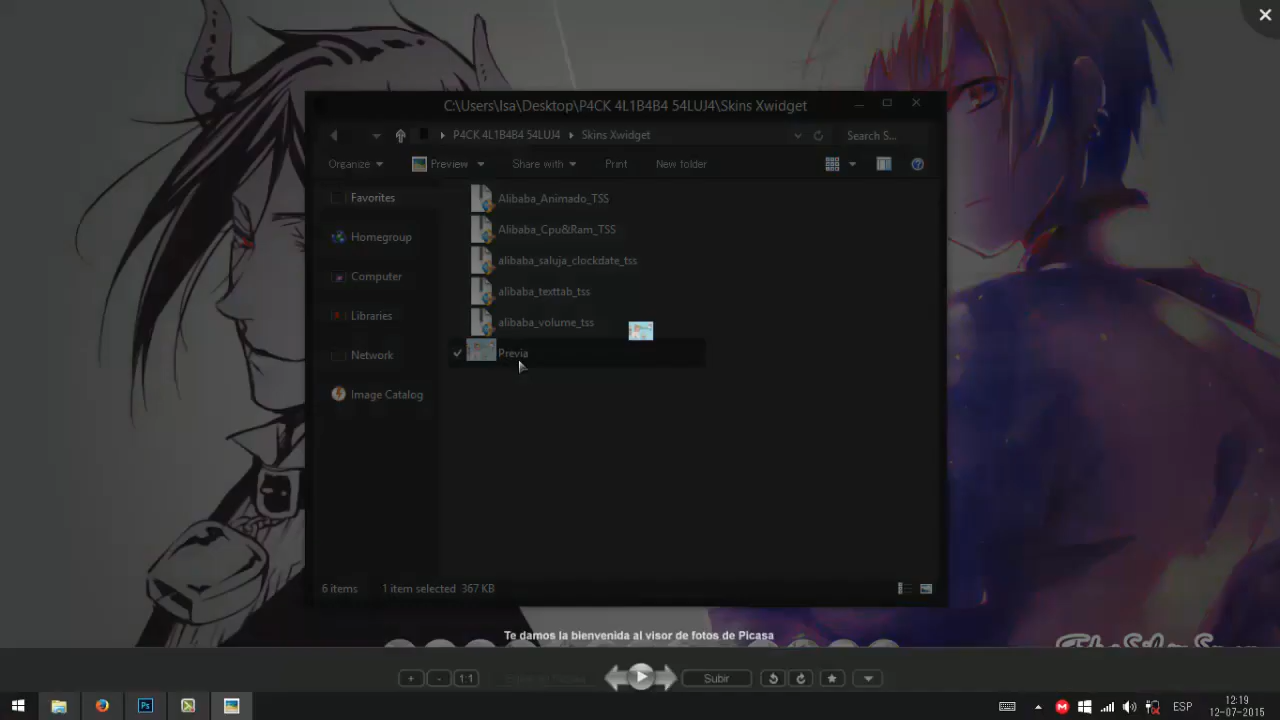 C:\Users\Isa\Desktop\P4CK 4L1B4B4 54LUJ4\Skins Xwidget
P4CK 4L1B4B4 54LUJ4 Skins Xwidget Search S...
Organize Preview Share with Print New folder
Favorites
Homegroup
Computer
Libraries
Network
Image Catalog
Alibaba_Animado_TSS
Alibaba_Cpu&Ram_TSS
alibaba_saluja_clockdate_tss
alibaba_texttab_tss
alibaba_volume_tss
Previa
6 items 1 item selected 367 KB
Te damos la bienvenida al visor de fotos de Picasa
+ - 1:1 Subir
ESP
12:19
12-07-2015